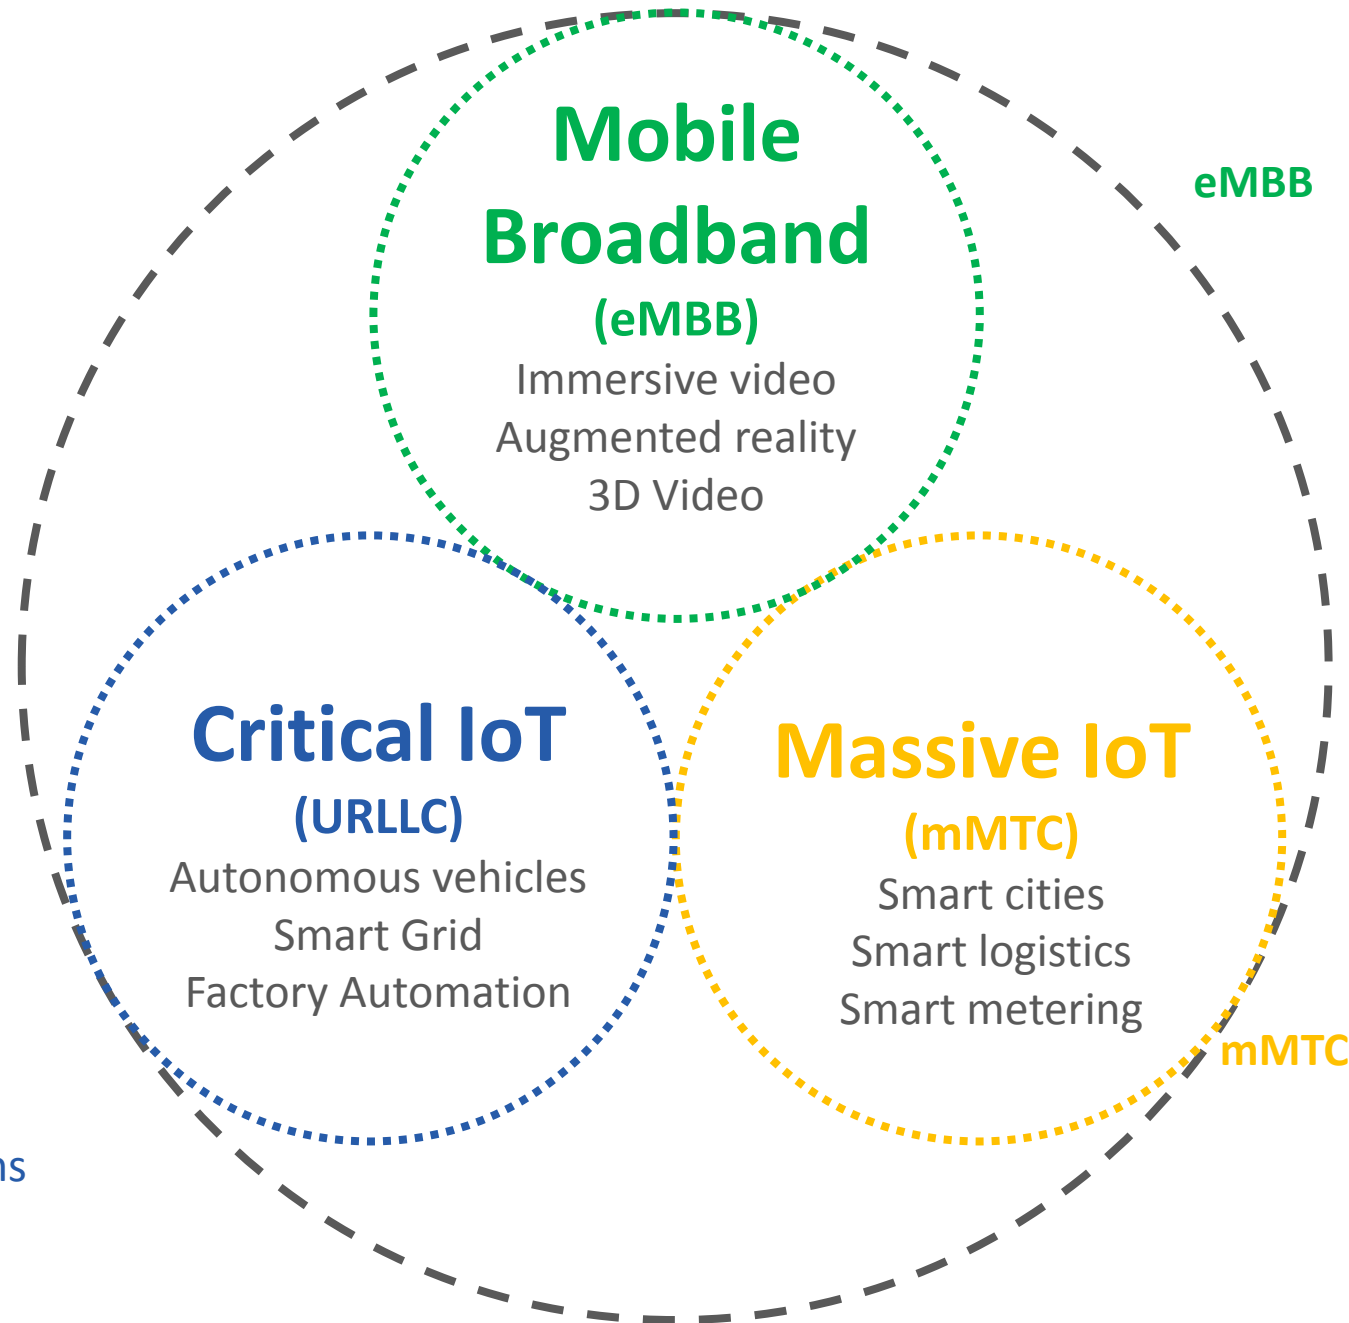 Mobile
Broadband
(eMBB)
Immersive video
Augmented reality
3D Video
eMBB
Critical IoT
(URLLC)
Autonomous vehicles
Smart Grid
Factory Automation
Massive IoT
(mMTC)
Smart cities
Smart logistics
Smart metering
mMTC